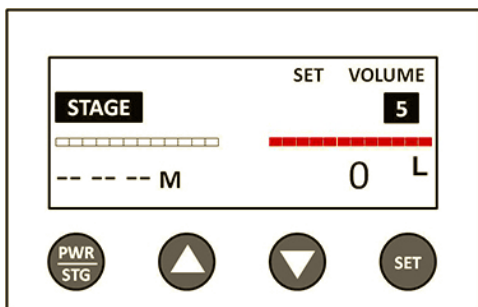 SET VOLUME
STAGE 5
-- -- -- M 0 L
PWR SET
STG